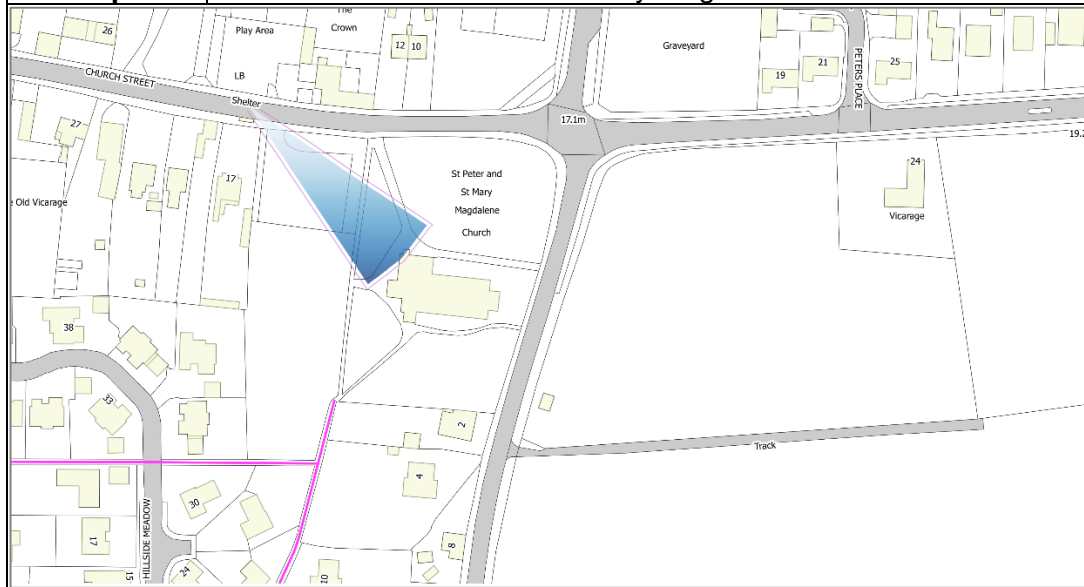 The
Crown
Play Area
26
12
10
Graveyard
19
21
25
PETERS PLACE
CHURCH STREET
LB
Shelter
17.1m
27
17
St Peter and
St Mary
Magdalene
Church
24
Vicarage
Old Vicarage
38
33
2
4
Track
30
17
HILLSIDE MEADOW
8
24
10
15